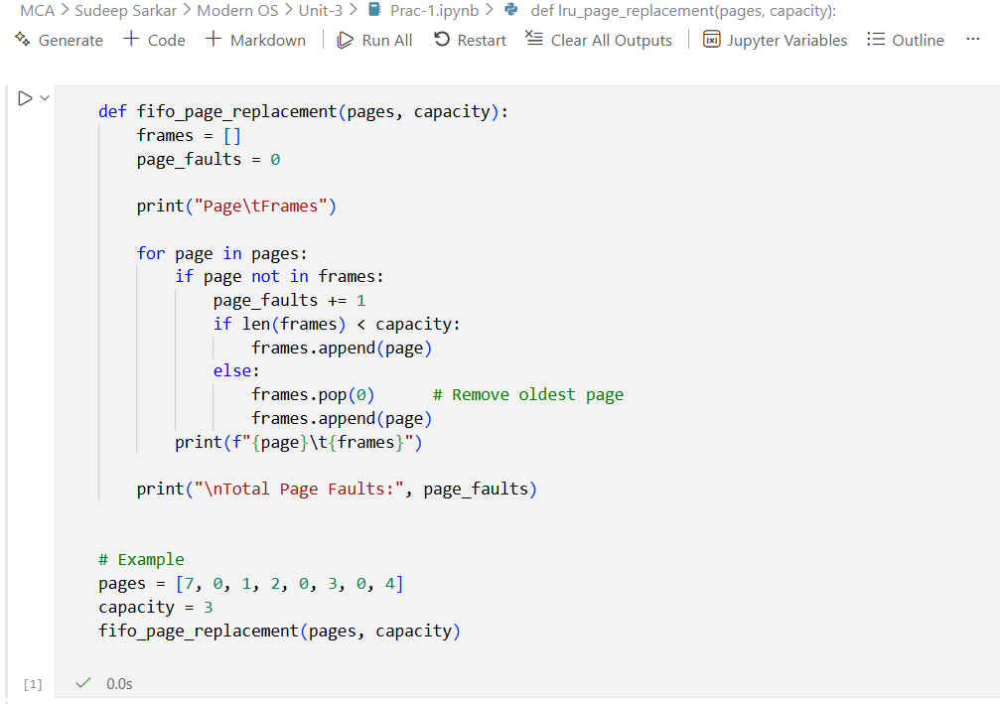 MCA > Sudeep Sarkar > Modern OS > Unit-3 > Prac-1.ipynb > def lru_page_replacement(pages, capacity):
Generate + Code + Markdown | Run All Restart Clear All Outputs | Jupyter Variables Outline ...
def fifo_page_replacement(pages, capacity):
    frames = []
    page_faults = 0

    print("Page\tFrames")

    for page in pages:
        if page not in frames:
            page_faults += 1
            if len(frames) < capacity:
                frames.append(page)
            else:
                frames.pop(0)      # Remove oldest page
                frames.append(page)
        print(f"{page}\t{frames}")

    print("\nTotal Page Faults:", page_faults)


# Example
pages = [7, 0, 1, 2, 0, 3, 0, 4]
capacity = 3
fifo_page_replacement(pages, capacity)
[1] ✓ 0.0s